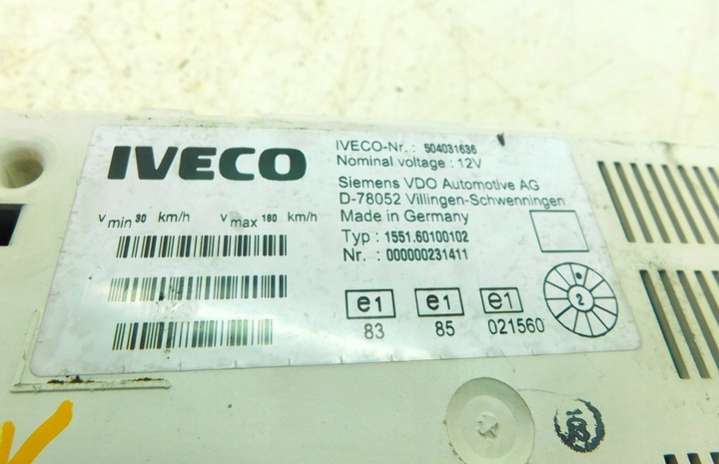 IVECO
IVECO-Nr. : 504031636
Nominal voltage : 12V
Siemens VDO Automotive AG
D-78052 Villingen-Schwenningen
Made in Germany
Typ : 1551.60100102
Nr. : 000000231411
v min 30 km/h v max 160 km/h
e1 e1 e1
83 85 021560
2